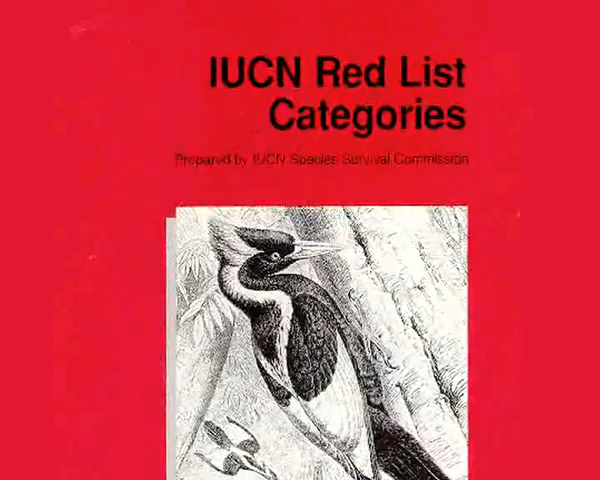 IUCN Red List
Categories
Prepared by IUCN Species Survival Commission